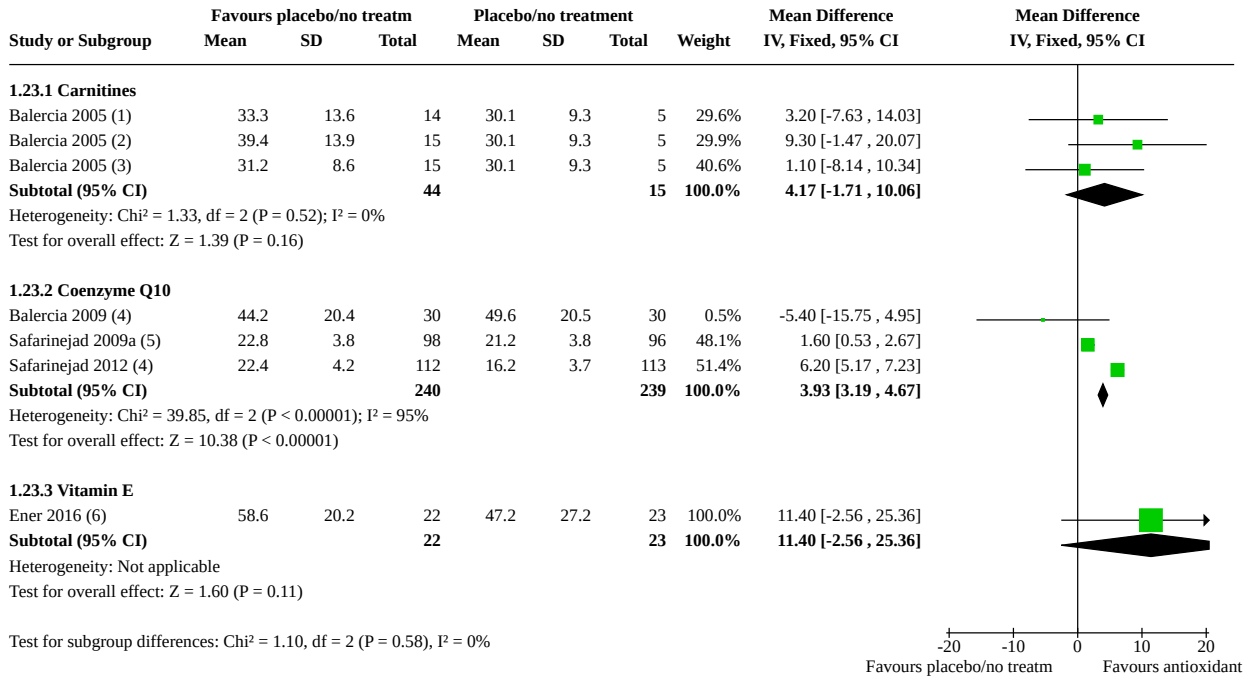 Favours placebo/no treatm Placebo/no treatment Mean Difference Mean Difference
Study or Subgroup Mean SD Total Mean SD Total Weight IV, Fixed, 95% CI IV, Fixed, 95% CI
1.23.1 Carnitines
Balercia 2005 (1) 33.3 13.6 14 30.1 9.3 5 29.6% 3.20 [-7.63 , 14.03]
Balercia 2005 (2) 39.4 13.9 15 30.1 9.3 5 29.9% 9.30 [-1.47 , 20.07]
Balercia 2005 (3) 31.2 8.6 15 30.1 9.3 5 40.6% 1.10 [-8.14 , 10.34]
Subtotal (95% CI) 44 15 100.0% 4.17 [-1.71 , 10.06]
Heterogeneity: Chi² = 1.33, df = 2 (P = 0.52); I² = 0%
Test for overall effect: Z = 1.39 (P = 0.16)
1.23.2 Coenzyme Q10
Balercia 2009 (4) 44.2 20.4 30 49.6 20.5 30 0.5% -5.40 [-15.75 , 4.95]
Safarinejad 2009a (5) 22.8 3.8 98 21.2 3.8 96 48.1% 1.60 [0.53 , 2.67]
Safarinejad 2012 (4) 22.4 4.2 112 16.2 3.7 113 51.4% 6.20 [5.17 , 7.23]
Subtotal (95% CI) 240 239 100.0% 3.93 [3.19 , 4.67]
Heterogeneity: Chi² = 39.85, df = 2 (P < 0.00001); I² = 95%
Test for overall effect: Z = 10.38 (P < 0.00001)
1.23.3 Vitamin E
Ener 2016 (6) 58.6 20.2 22 47.2 27.2 23 100.0% 11.40 [-2.56 , 25.36]
Subtotal (95% CI) 22 23 100.0% 11.40 [-2.56 , 25.36]
Heterogeneity: Not applicable
Test for overall effect: Z = 1.60 (P = 0.11)
Test for subgroup differences: Chi² = 1.10, df = 2 (P = 0.58), I² = 0%
-20 -10 0 10 20
Favours placebo/no treatm Favours antioxidant